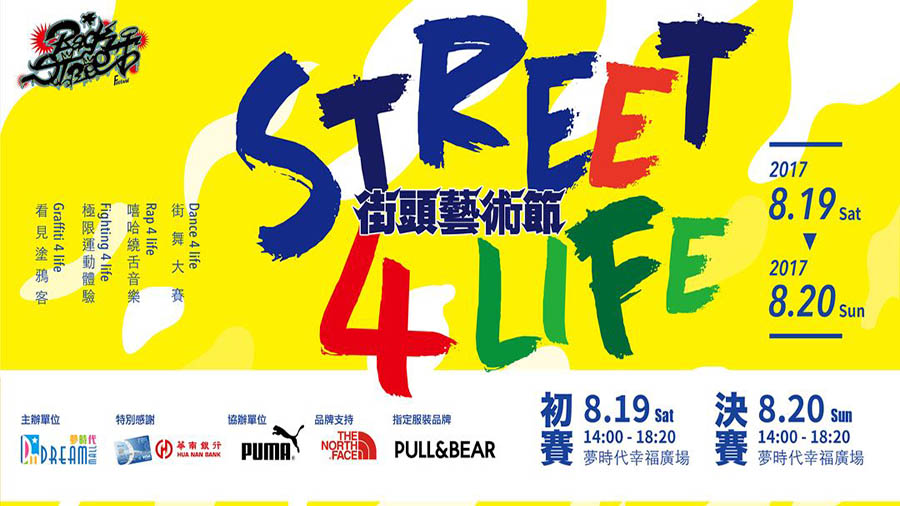 Rage
Street
Festival
STREET
街頭藝術節
4 LIFE
2017
8.19 Sat
2017
8.20 Sun
Dance 4 life
街舞大賽
Rap 4 life
嘻哈繞舌音樂
Fighting 4 life
極限運動體驗
Graffiti 4 life
看見塗鴉客
主辦單位
夢時代
DREAM MALL
特別感謝
VISA
華南銀行
HUA NAN BANK
協辦單位
PUMA
品牌支持
THE
NORTH
FACE
指定服裝品牌
PULL&BEAR
初賽
8.19 Sat
14:00 - 18:20
夢時代幸福廣場
決賽
8.20 Sun
14:00 - 18:20
夢時代幸福廣場